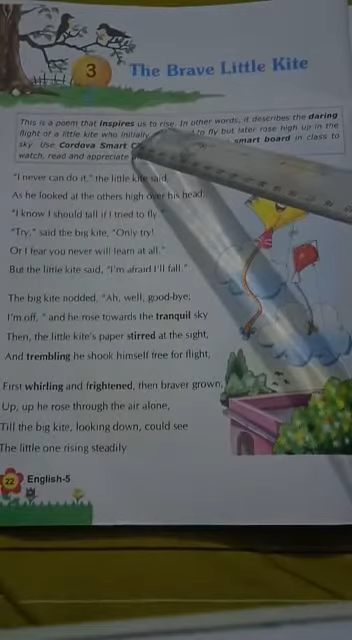 3
The Brave Little Kite
This is a poem that inspires us to rise. In other words, it describes the daring
flight of a little kite who initially to fly but later rose high up in the
sky. Use Cordova Smart smart board in class to
watch, read and appreciate
"I never can do it," the little kite said,
As he looked at the others high over his head;
"I know I should fall if I tried to fly."
"Try," said the big kite, "Only try!
Or I fear you never will learn at all."
But the little kite said, "I'm afraid I'll fall."
The big kite nodded, "Ah, well, good-bye;
I'm off, " and he rose towards the tranquil sky
Then, the little kite's paper stirred at the sight,
And trembling he shook himself free for flight,
First whirling and frightened, then braver grown,
Up, up he rose through the air alone,
Till the big kite, looking down, could see
The little one rising steadily
22 English-5